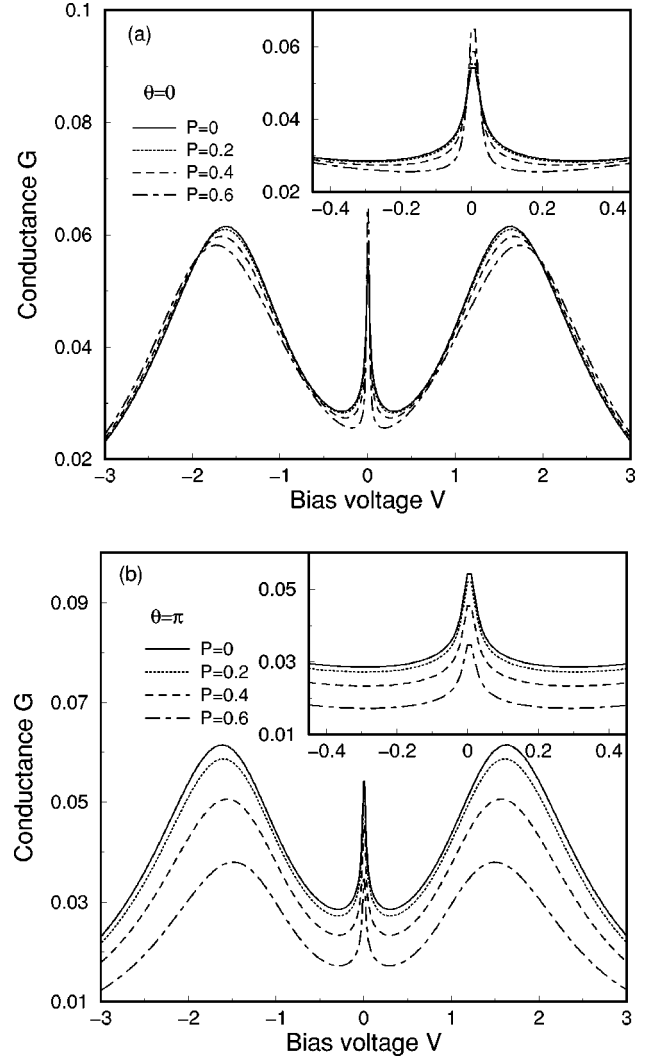 (a)
θ=0
P=0
P=0.2
P=0.4
P=0.6
Conductance G
0.1
0.08
0.06
0.04
0.02
−3 −2 −1 0 1 2 3
Bias voltage V
0.06
0.04
0.02
−0.4 −0.2 0 0.2 0.4
(b)
θ=π
P=0
P=0.2
P=0.4
P=0.6
Conductance G
0.09
0.07
0.05
0.03
0.01
−3 −2 −1 0 1 2 3
Bias voltage V
0.05
0.03
0.01
−0.4 −0.2 0 0.2 0.4